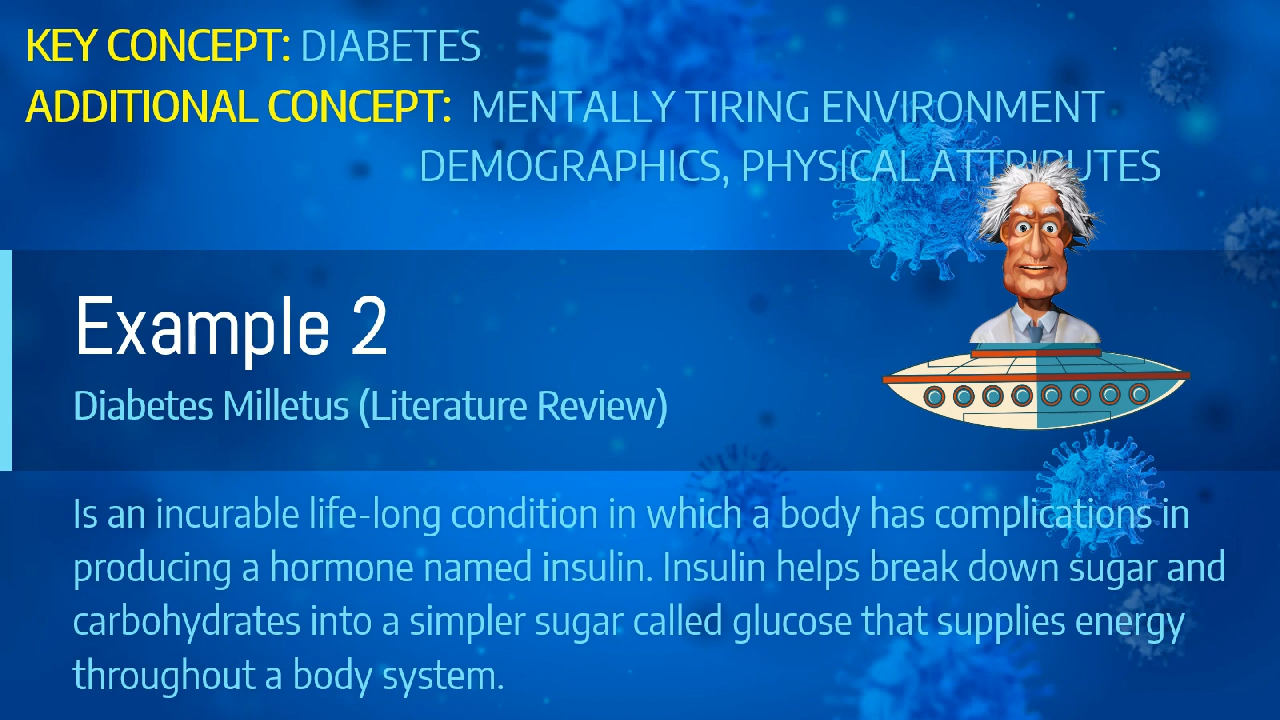 KEY CONCEPT: DIABETES
ADDITIONAL CONCEPT: MENTALLY TIRING ENVIRONMENT
DEMOGRAPHICS, PHYSICAL ATTRIBUTES
Example 2
Diabetes Milletus (Literature Review)
Is an incurable life-long condition in which a body has complications in
producing a hormone named insulin. Insulin helps break down sugar and
carbohydrates into a simpler sugar called glucose that supplies energy
throughout a body system.